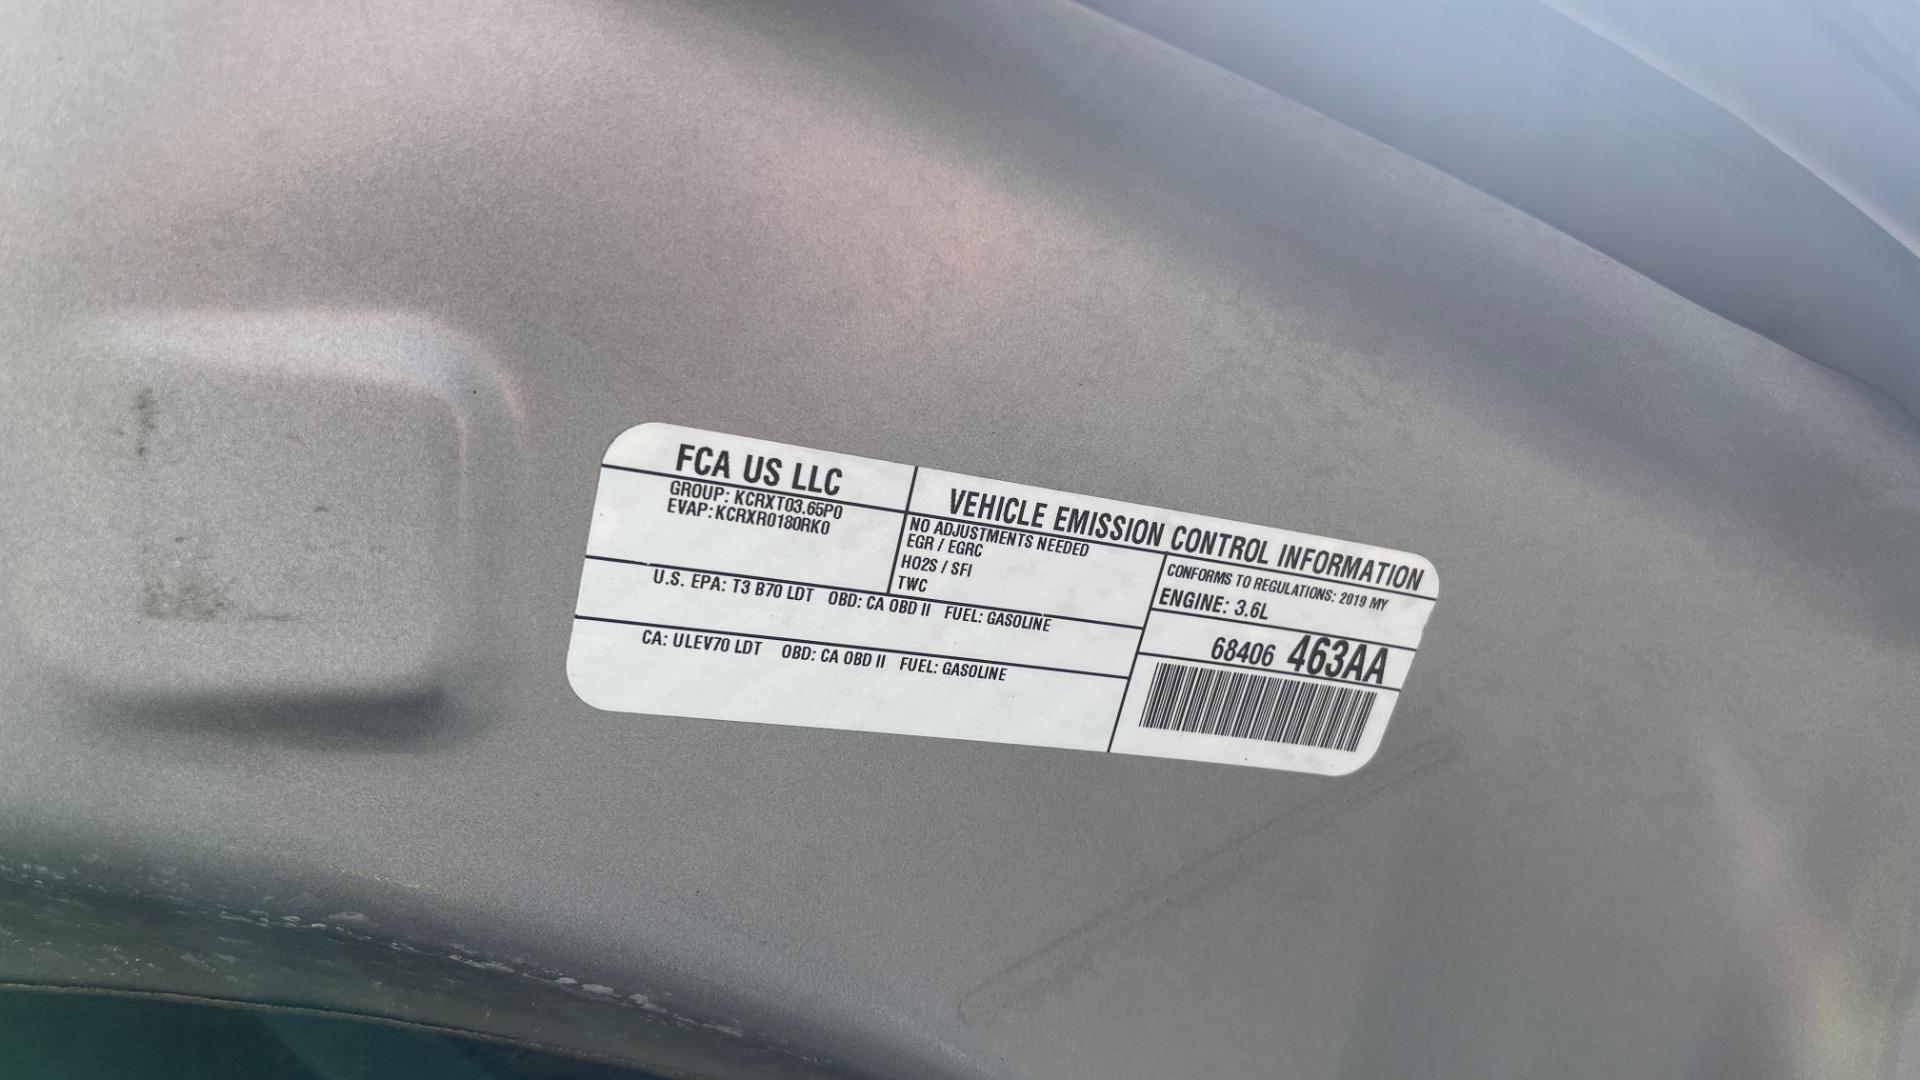 FCA US LLC
GROUP: KCRXT03.65P0
EVAP: KCRXR0180RK0
VEHICLE EMISSION CONTROL INFORMATION
NO ADJUSTMENTS NEEDED
EGR / EGRC
HO2S / SFI
TWC
CONFORMS TO REGULATIONS: 2019 MY
ENGINE: 3.6L
U.S. EPA: T3 B70 LDT OBD: CA OBD II FUEL: GASOLINE
CA: ULEV70 LDT OBD: CA OBD II FUEL: GASOLINE
68406 463AA